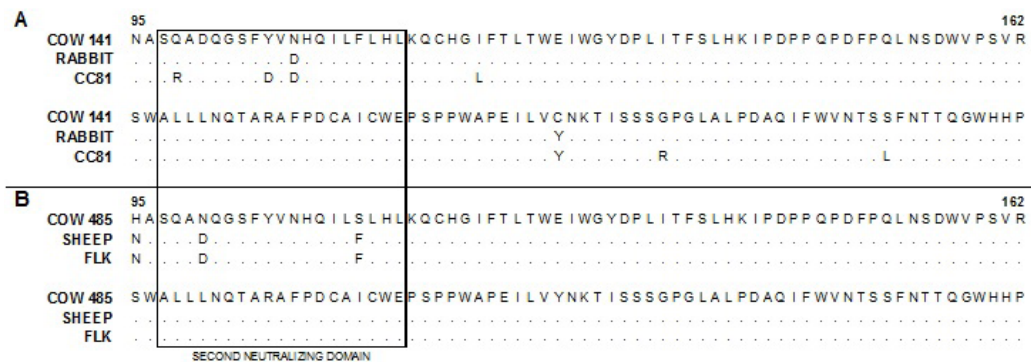 A
95 162
COW 141 NASQADQGSFYVNHQILFLHLKQCHGIFTLTWEIWGYDPLITFSLHKIPDPPQPDFPQLNSDWVPSVR
RABBIT ............D.......................................................
CC81 ...R......D.D.............L.........................................
COW 141 SWALLLNQTARAFPDCAICWEPSPPWAPEILVCNKTISSSGPGLALPDAQIFWVNTSSFNTTQGWHHP
RABBIT ................................Y...................................
CC81 ................................Y.......R................L..........
B
95 162
COW 485 HASQANQGSFYVNHQILSLHLKQCHGIFTLTWEIWGYDPLITFSLHKIPDPPQPDFPQLNSDWVPSVR
SHEEP N....D...........F..................................................
FLK N....D...........F..................................................
COW 485 SWALLLNQTARAFPDCAICWEPSPPWAPEILVYNKTISSSGPGLALPDAQIFWVNTSSFNTTQGWHHP
SHEEP ....................................................................
FLK ....................................................................
SECOND NEUTRALIZING DOMAIN